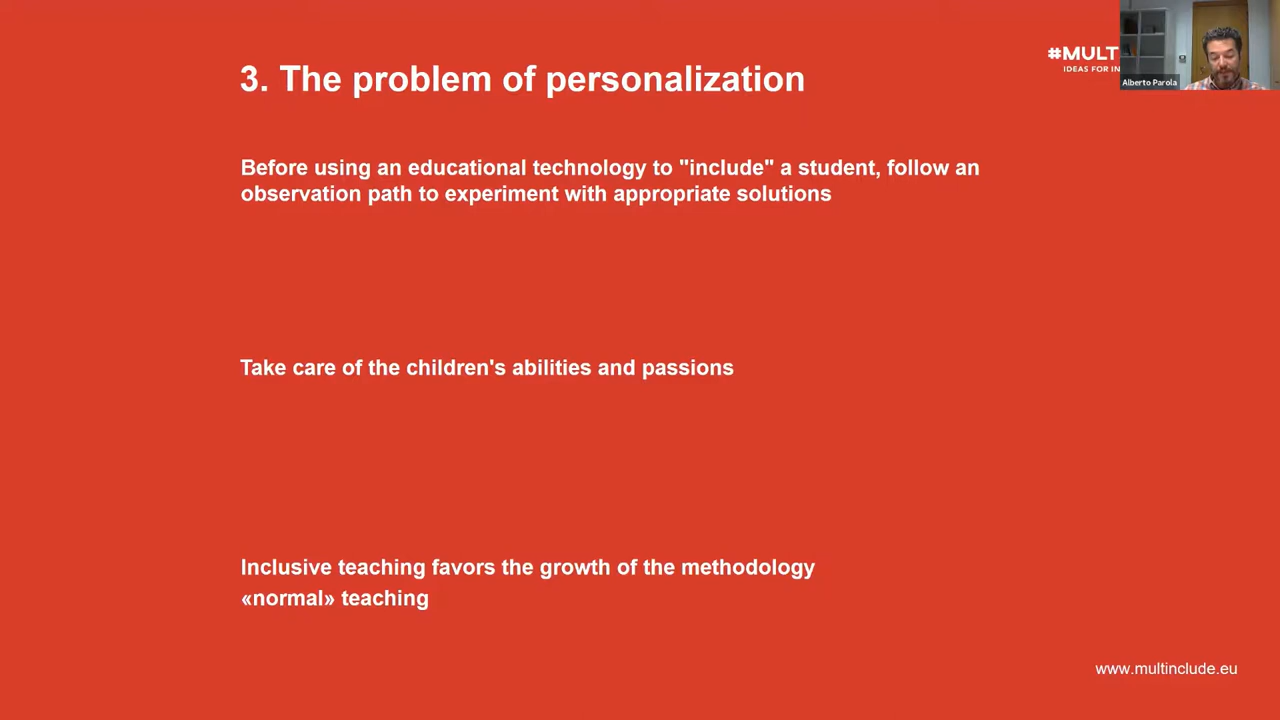 3. The problem of personalization
#MULT
IDEAS FOR IN
Alberto Parola
Before using an educational technology to "include" a student, follow an
observation path to experiment with appropriate solutions
Take care of the children's abilities and passions
Inclusive teaching favors the growth of the methodology
«normal» teaching
www.multinclude.eu